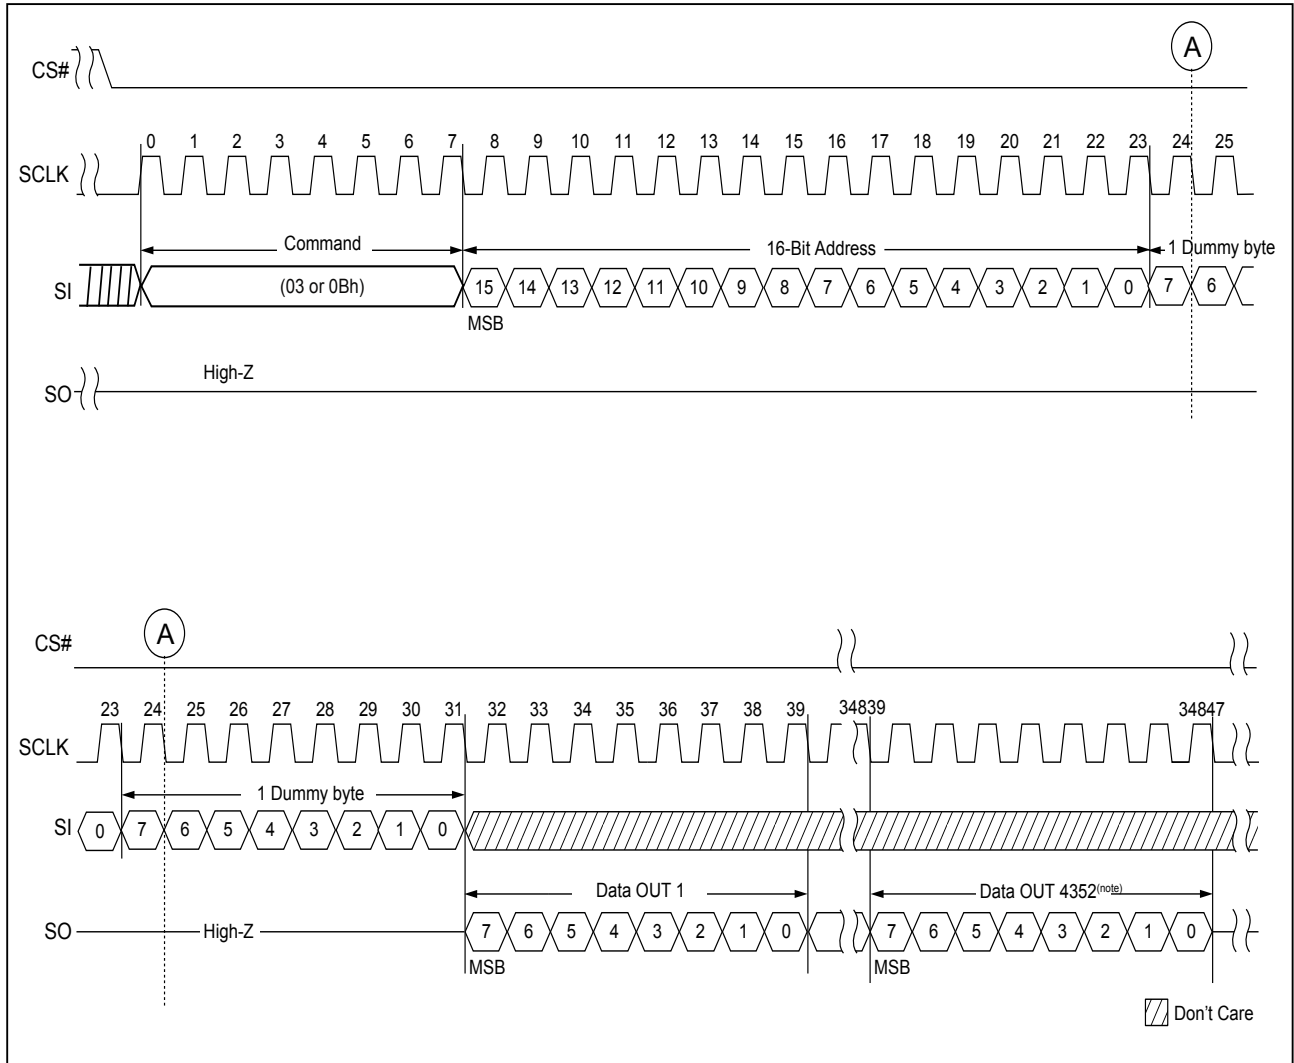 A
CS#
0 1 2 3 4 5 6 7 8 9 10 11 12 13 14 15 16 17 18 19 20 21 22 23 24 25
SCLK
Command 16-Bit Address 1 Dummy byte
SI (03 or 0Bh) 15 14 13 12 11 10 9 8 7 6 5 4 3 2 1 0 7 6
MSB
High-Z
SO
A
CS#
23 24 25 26 27 28 29 30 31 32 33 34 35 36 37 38 39 34839 34847
SCLK
1 Dummy byte
SI 0 7 6 5 4 3 2 1 0
Data OUT 1 Data OUT 4352(note)
SO High-Z 7 6 5 4 3 2 1 0 7 6 5 4 3 2 1 0
MSB MSB
Don't Care